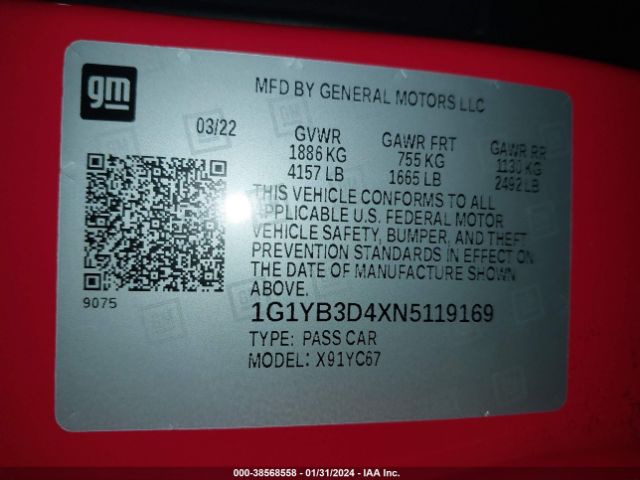 gm
MFD BY GENERAL MOTORS LLC
03/22
GVWR GAWR FRT GAWR RR
1886 KG 755 KG 1130 KG
4157 LB 1665 LB 2492 LB
THIS VEHICLE CONFORMS TO ALL
APPLICABLE U.S. FEDERAL MOTOR
VEHICLE SAFETY, BUMPER, AND THEFT
PREVENTION STANDARDS IN EFFECT ON
THE DATE OF MANUFACTURE SHOWN
ABOVE.
9075
1G1YB3D4XN5119169
TYPE: PASS CAR
MODEL: X91YC67
000-38568558 - 01/31/2024 - IAAI.CA